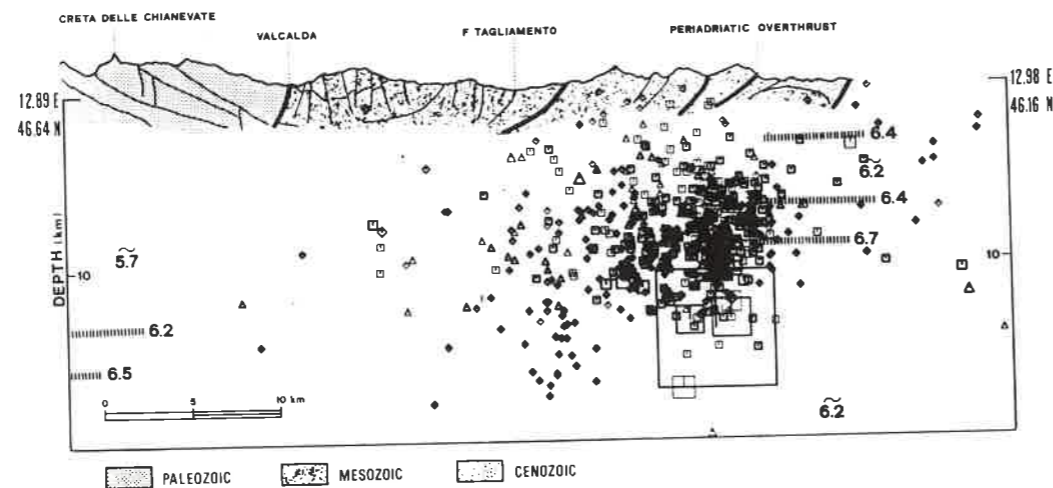 CRETA DELLE CHIANEVATE
VALCALDA
F TAGLIAMENTO
PERIADRIATIC OVERTHRUST
12.89 E
46.64 N
12.98 E
46.16 N
6.4
~
6.2
6.4
6.7
~
5.7
DEPTH (km)
10
10
6.2
6.5
0 5 10 km
~
6.2
PALEOZOIC
MESOZOIC
CENOZOIC